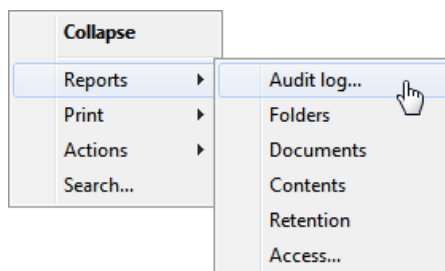 Collapse
Reports
Print
Actions
Search...
Audit log...
Folders
Documents
Contents
Retention
Access...